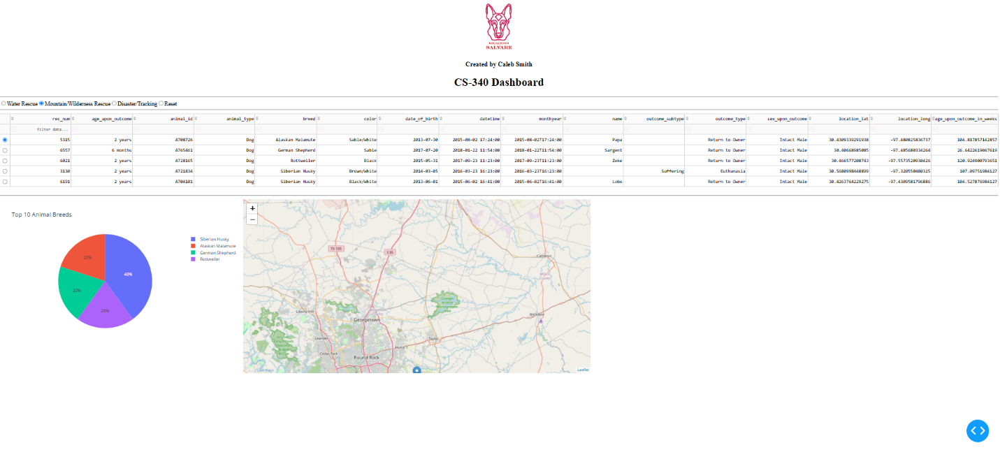 GRAZIOSO
SALVARE
Created by Caleb Smith
CS-340 Dashboard
Water Rescue Mountain/Wilderness Rescue Disaster/Tracking Reset
rec_num age_upon_outcome animal_id animal_type breed color date_of_birth datetime monthyear name outcome_subtype outcome_type sex_upon_outcome location_lat location_long age_upon_outcome_in_weeks
filter data...
5315 2 years A708726 Dog Alaskan Malamute Sable/White 2013-07-30 2015-08-02 17:24:00 2015-08-02T17:24:00 Papa Return to Owner Intact Male 30.4309339291938 -97.480825836737 104.817857142857
6557 6 months A765461 Dog German Shepherd Sable 2017-07-20 2018-01-22 11:54:00 2018-01-22T11:54:00 Sargent Return to Owner Intact Male 30.40668985085 -97.485680334264 26.6422619047619
6021 2 years A728165 Dog Rottweiler Black 2015-05-31 2017-09-23 11:23:00 2017-09-23T11:23:00 Zeke Return to Owner Intact Male 30.466577208743 -97.5573520930426 120.924900793651
3130 2 years A721834 Dog Siberian Husky Brown/White 2014-03-05 2016-03-23 16:23:00 2016-03-23T16:23:00 Suffering Euthanasia Intact Male 30.5680998448899 -97.320550480325 107.09751984127
6191 2 years A704101 Dog Siberian Husky Black/White 2013-06-01 2015-06-02 16:41:00 2015-06-02T16:41:00 Lobo Return to Owner Intact Male 30.4263764229275 -97.4309581796886 104.527876984127
Top 10 Animal Breeds
Siberian Husky
Alaskan Malamute
German Shepherd
Rottweiler
20%
40%
20%
20%
+
−
TX 195
I 35
Cameron
Granger
Wildlife
Management
Area
Liberty Hill
Georgetown
Rockdale
Leander
Taylor
Hutto
Cedar Park
Round Rock
Leaflet